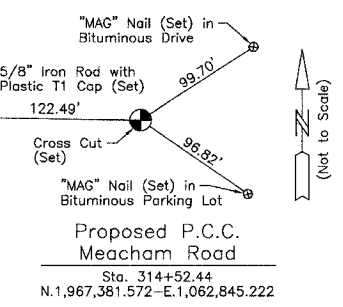 "MAG" Nail (Set) in
Bituminous Drive
99.70'
5/8" Iron Rod with
Plastic T1 Cap (Set)
122.49'
Cross Cut
(Set)
96.82'
"MAG" Nail (Set) in
Bituminous Parking Lot
N
(Not to Scale)
Proposed P.C.C.
Meacham Road
Sta. 314+52.44
N.1,967,381.572-E.1,062,845.222